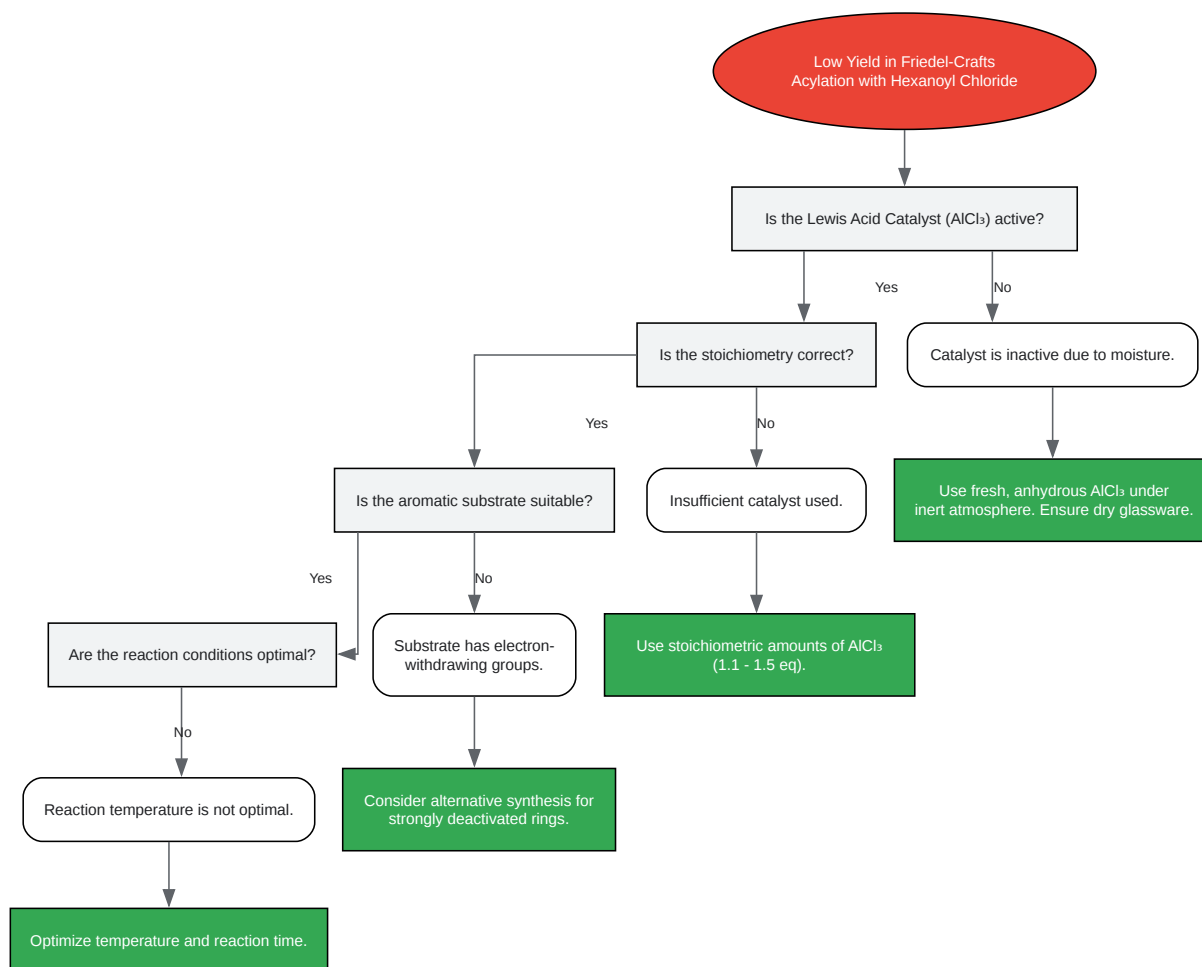 Low Yield in Friedel-Crafts
Acylation with Hexanoyl Chloride
Is the Lewis Acid Catalyst (AlCl₃) active?
Yes
No
Is the stoichiometry correct?
Catalyst is inactive due to moisture.
Yes
No
Is the aromatic substrate suitable?
Insufficient catalyst used.
Use fresh, anhydrous AlCl₃ under
inert atmosphere. Ensure dry glassware.
Yes
No
Are the reaction conditions optimal?
Substrate has electron-
withdrawing groups.
Use stoichiometric amounts of AlCl₃
(1.1 - 1.5 eq).
No
Reaction temperature is not optimal.
Consider alternative synthesis for
strongly deactivated rings.
Optimize temperature and reaction time.